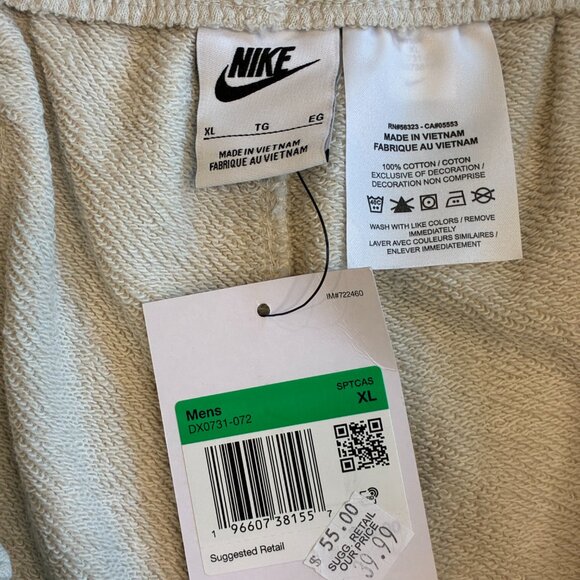 NIKE
XL TG EG
MADE IN VIETNAM
FABRIQUE AU VIETNAM
RN#56323 - CA#05553
MADE IN VIETNAM
FABRIQUE AU VIETNAM
100% COTTON / COTON
EXCLUSIVE OF DECORATION /
DECORATION NON COMPRISE
WASH WITH LIKE COLORS / REMOVE
IMMEDIATELY
LAVER AVEC COULEURS SIMILAIRES /
ENLEVER IMMEDIATEMENT
IM#722460
Mens
SPTCAS
DX0731-072
XL
1 96607 38155 7
Suggested Retail
$ 55.00
SUGG. RETAIL
OUR PRICE
39.99